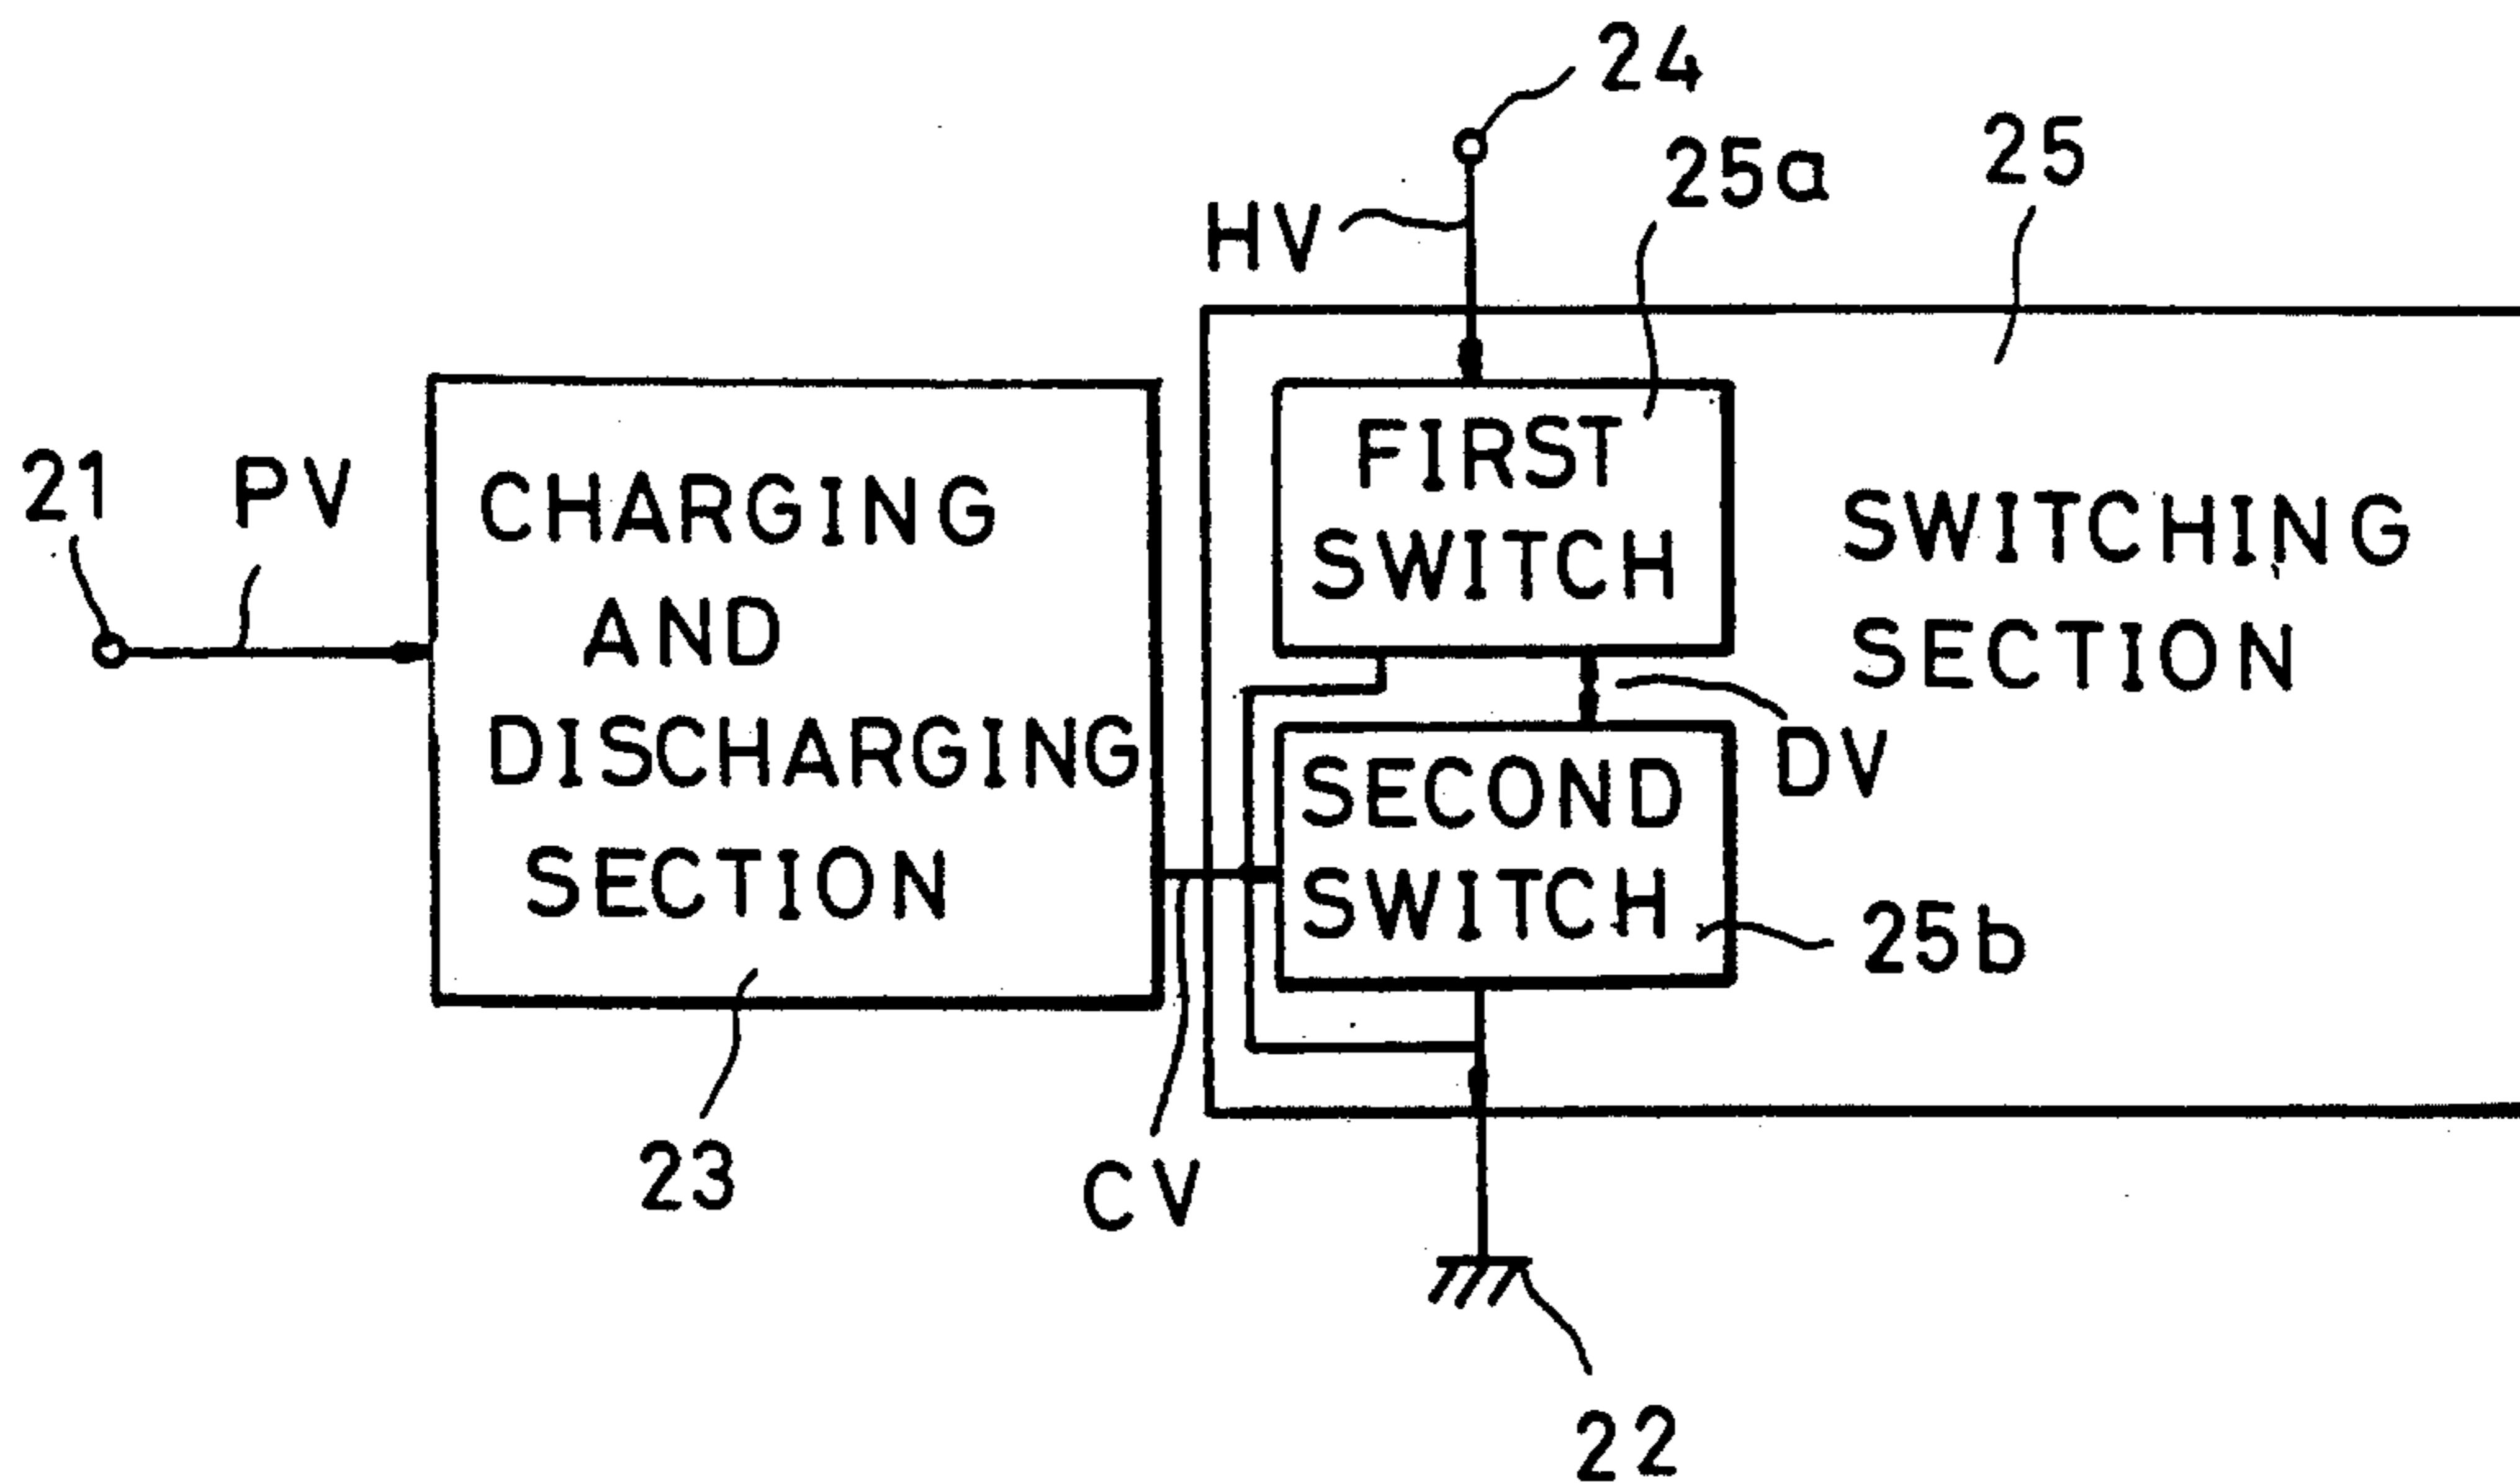 24
25a
25
HV
21
PV
CHARGING
AND
DISCHARGING
SECTION
FIRST
SWITCH
SWITCHING
SECTION
DV
SECOND
SWITCH
25b
23
CV
22